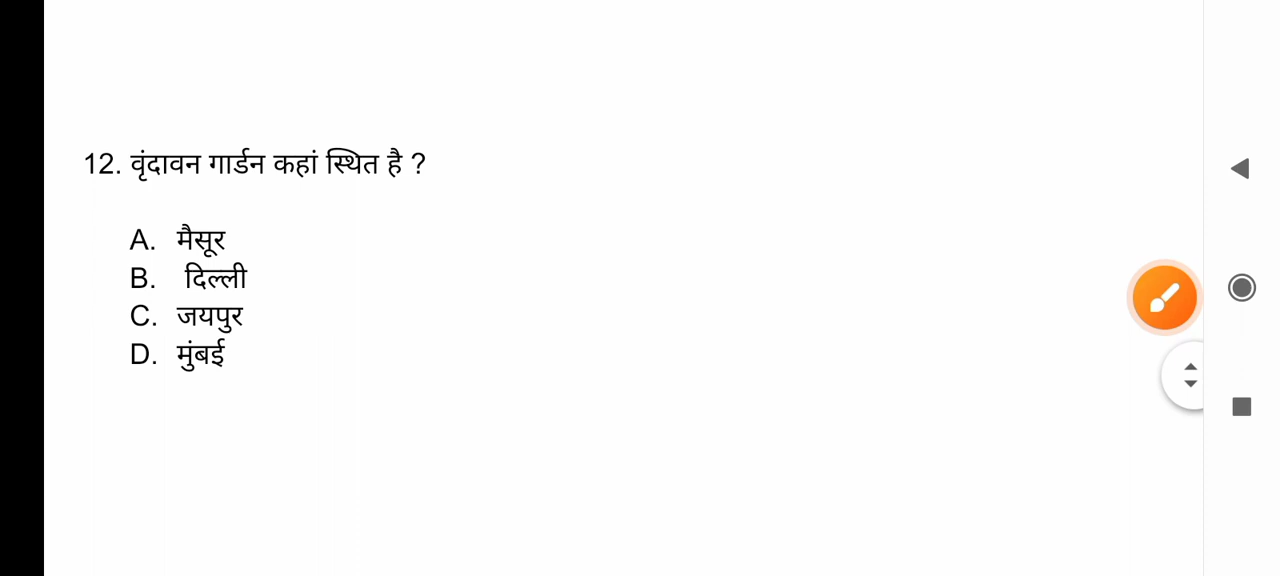 12. वृंदावन गार्डन कहां स्थित है ?
A. मैसूर
B. दिल्ली
C. जयपुर
D. मुंबई